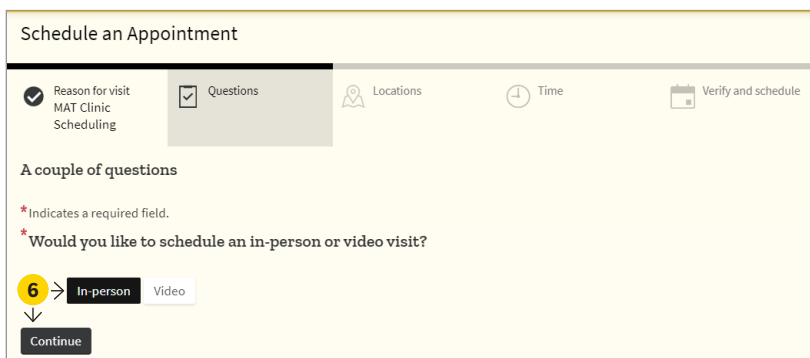 Schedule an Appointment
Reason for visit
MAT Clinic
Scheduling
Questions
Locations
Time
Verify and schedule
A couple of questions
*Indicates a required field.
*Would you like to schedule an in-person or video visit?
6 In-person Video
Continue